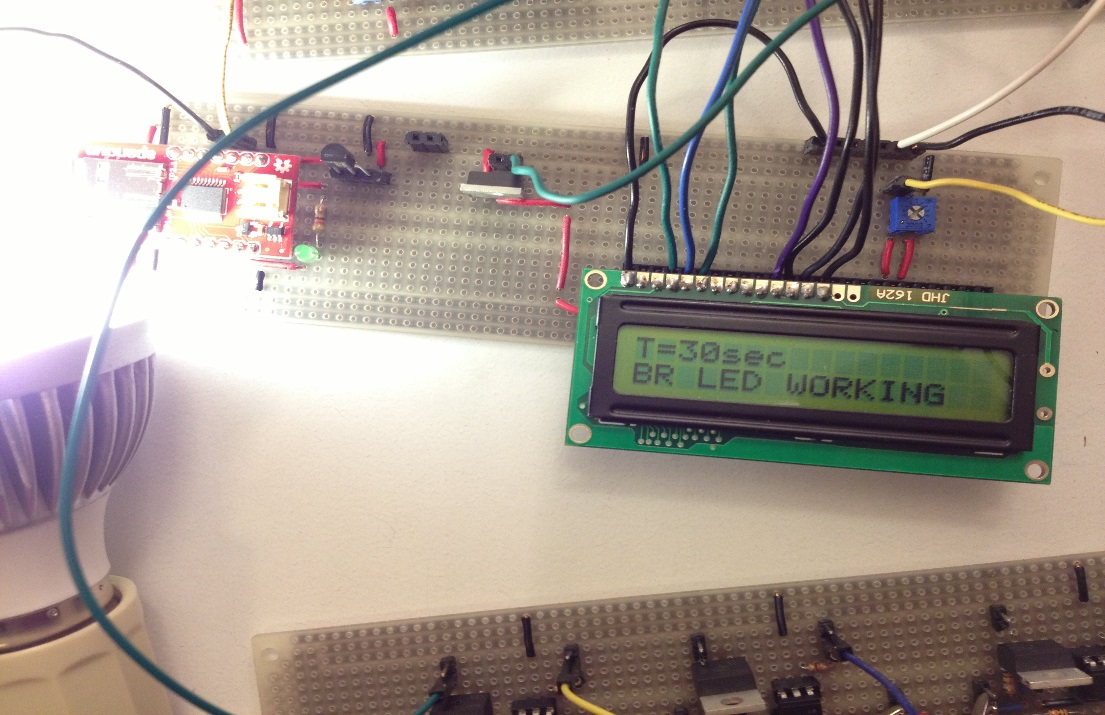 JHD 162A
T=30sec
BR LED WORKING